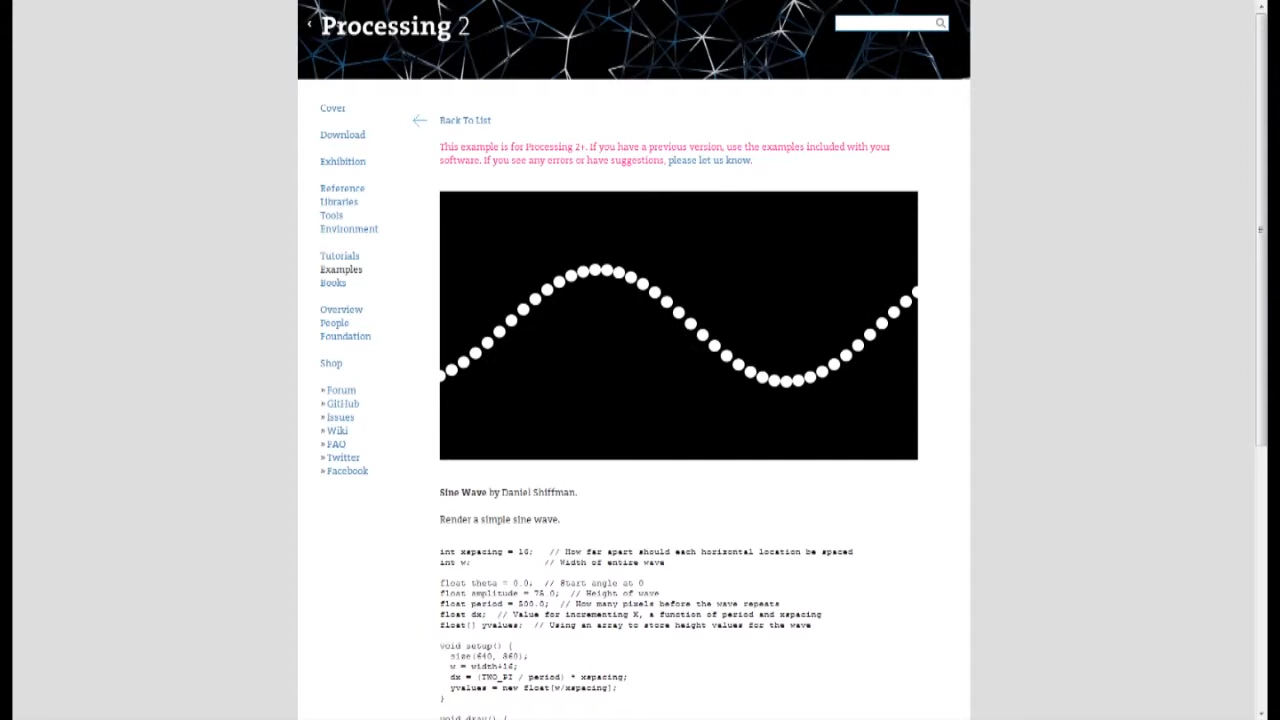 ‹ Processing 2
Cover
Download
Exhibition
Reference
Libraries
Tools
Environment
Tutorials
Examples
Books
Overview
People
Foundation
Shop
» Forum
» GitHub
» Issues
» Wiki
» FAQ
» Twitter
» Facebook
Back To List
This example is for Processing 2+. If you have a previous version, use the examples included with your
software. If you see any errors or have suggestions, please let us know.
Sine Wave by Daniel Shiffman.
Render a simple sine wave.
int xspacing = 16;   // How far apart should each horizontal location be spaced
int w;              // Width of entire wave
float theta = 0.0;  // Start angle at 0
float amplitude = 75.0;  // Height of wave
float period = 500.0;  // How many pixels before the wave repeats
float dx;  // Value for incrementing X, a function of period and xspacing
float[] yvalues;  // Using an array to store height values for the wave
void setup() {
  size(640, 360);
  w = width+16;
  dx = (TWO_PI / period) * xspacing;
  yvalues = new float[w/xspacing];
}
void draw() {